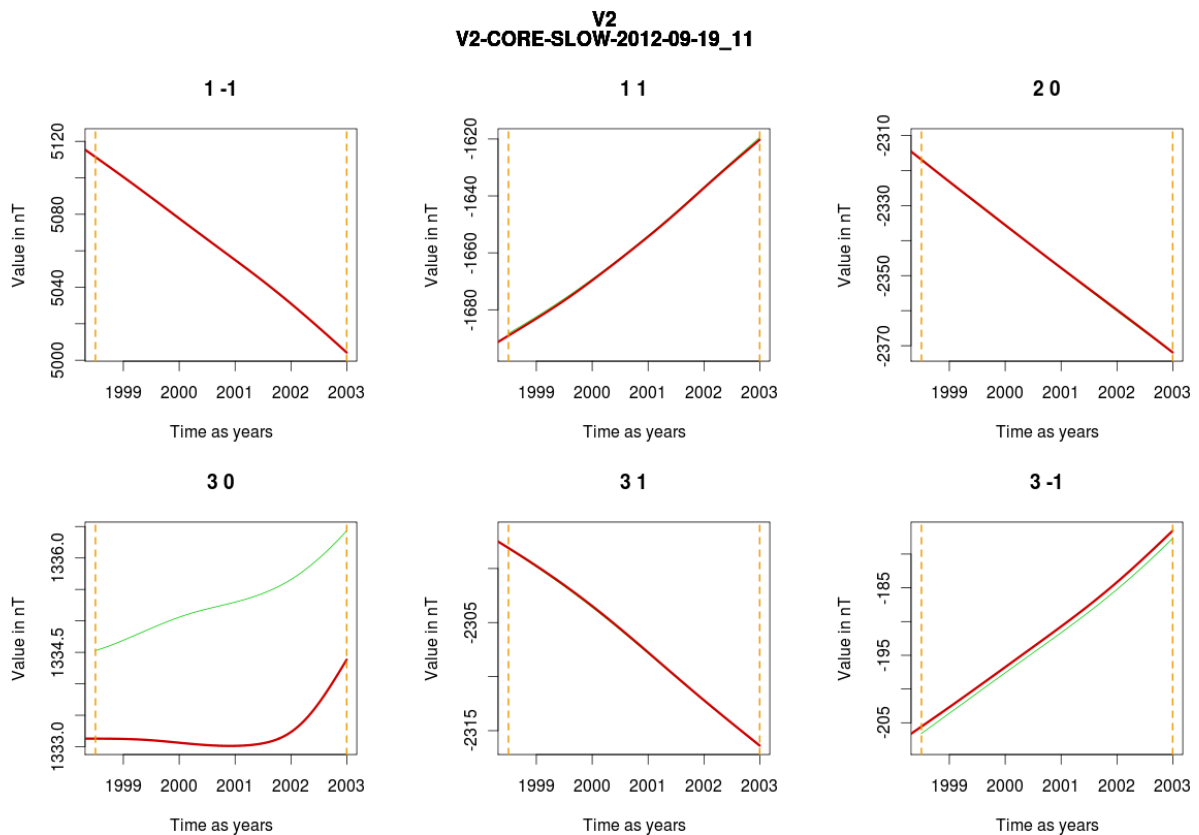 V2
V2-CORE-SLOW-2012-09-19_11
1 -1
1 1
2 0
Value in nT
5000
5040
5080
5120
1999 2000 2001 2002 2003
Time as years
Value in nT
-1680
-1660
-1640
-1620
1999 2000 2001 2002 2003
Time as years
Value in nT
-2370
-2350
-2330
-2310
1999 2000 2001 2002 2003
Time as years
3 0
3 1
3 -1
Value in nT
1333.0
1334.5
1336.0
1999 2000 2001 2002 2003
Time as years
Value in nT
-2315
-2305
1999 2000 2001 2002 2003
Time as years
Value in nT
-205
-195
-185
1999 2000 2001 2002 2003
Time as years